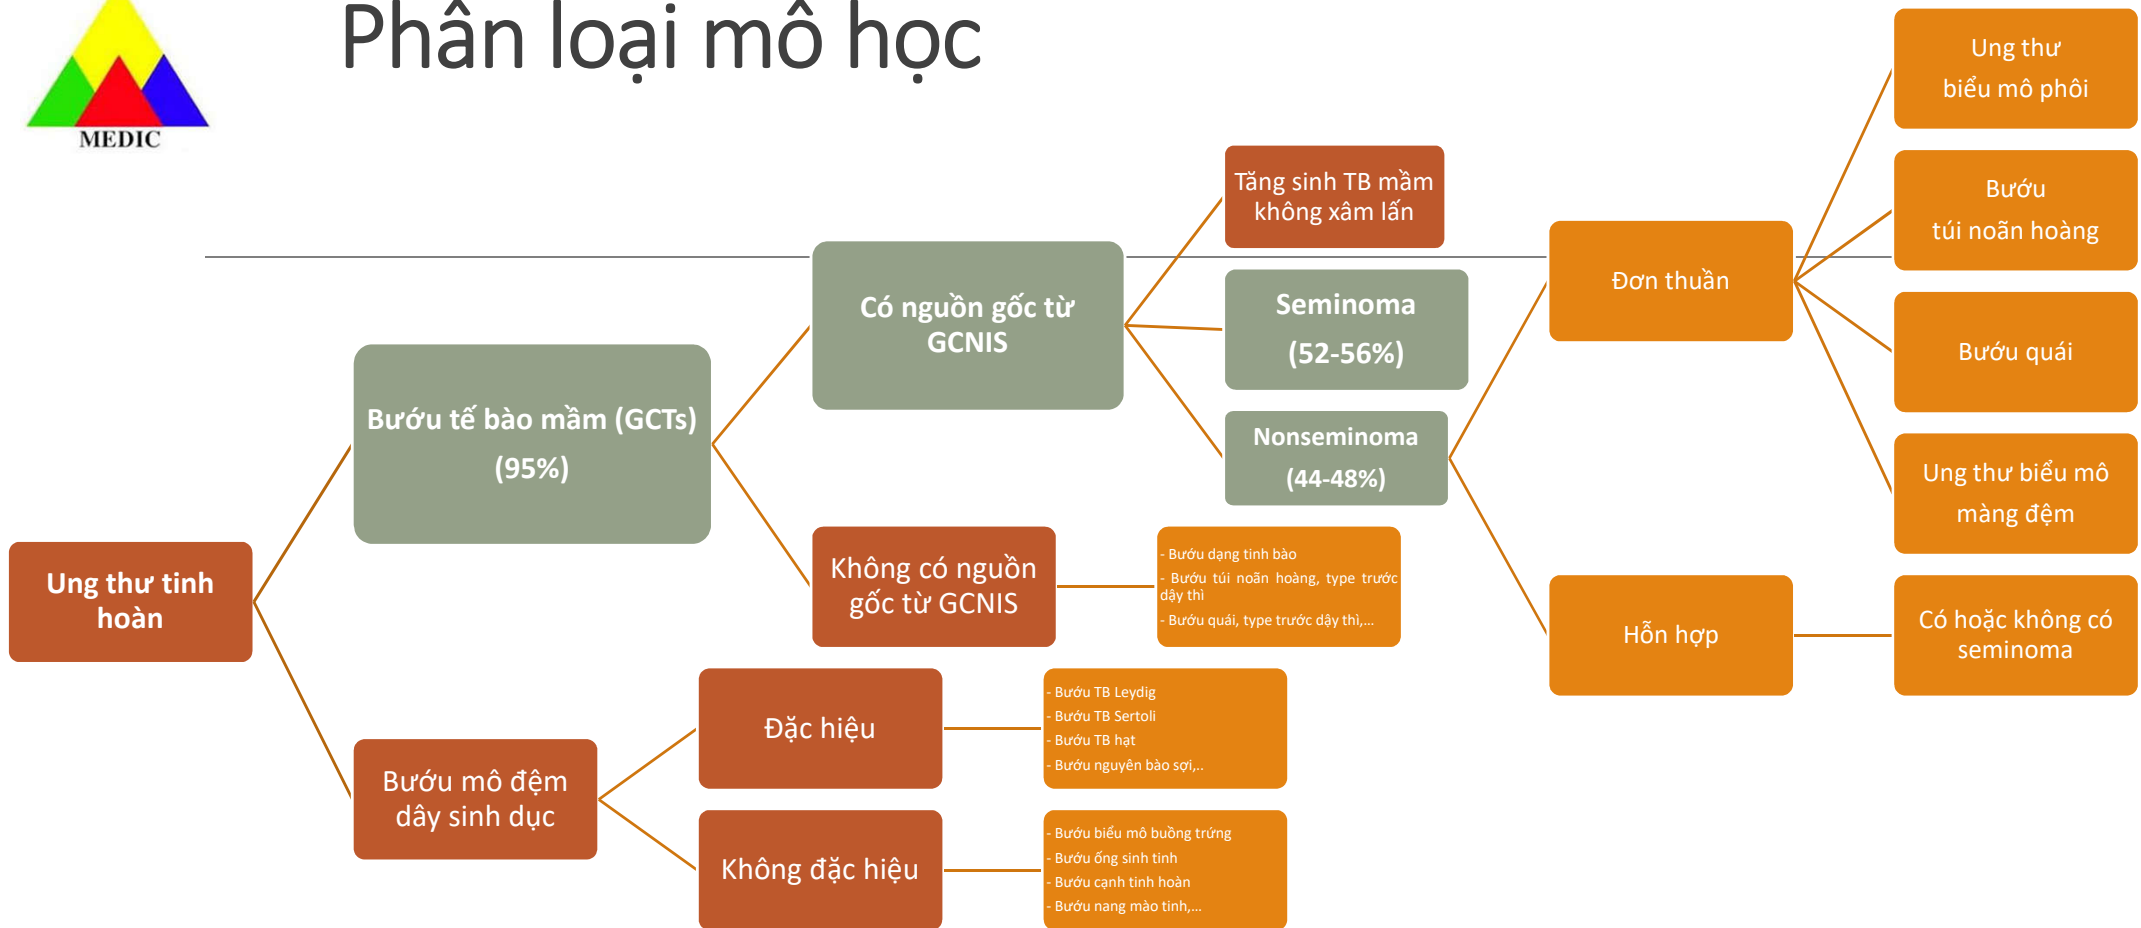 Phân loại mô học
MEDIC
Ung thư tinh
hoàn
Bướu tế bào mầm (GCTs)
(95%)
Có nguồn gốc từ
GCNIS
Tăng sinh TB mầm
không xâm lấn
Seminoma
(52-56%)
Nonseminoma
(44-48%)
Đơn thuần
Ung thư
biểu mô phôi
Bướu
túi noãn hoàng
Bướu quái
Ung thư biểu mô
màng đệm
Hỗn hợp
Có hoặc không có
seminoma
Không có nguồn
gốc từ GCNIS
- Bướu dạng tinh bào
- Bướu túi noãn hoàng, type trước
dậy thì
- Bướu quái, type trước dậy thì,...
Bướu mô đệm
dây sinh dục
Đặc hiệu
- Bướu TB Leydig
- Bướu TB Sertoli
- Bướu TB hạt
- Bướu nguyên bào sợi,..
Không đặc hiệu
- Bướu biểu mô buồng trứng
- Bướu ống sinh tinh
- Bướu cạnh tinh hoàn
- Bướu nang mào tinh,...